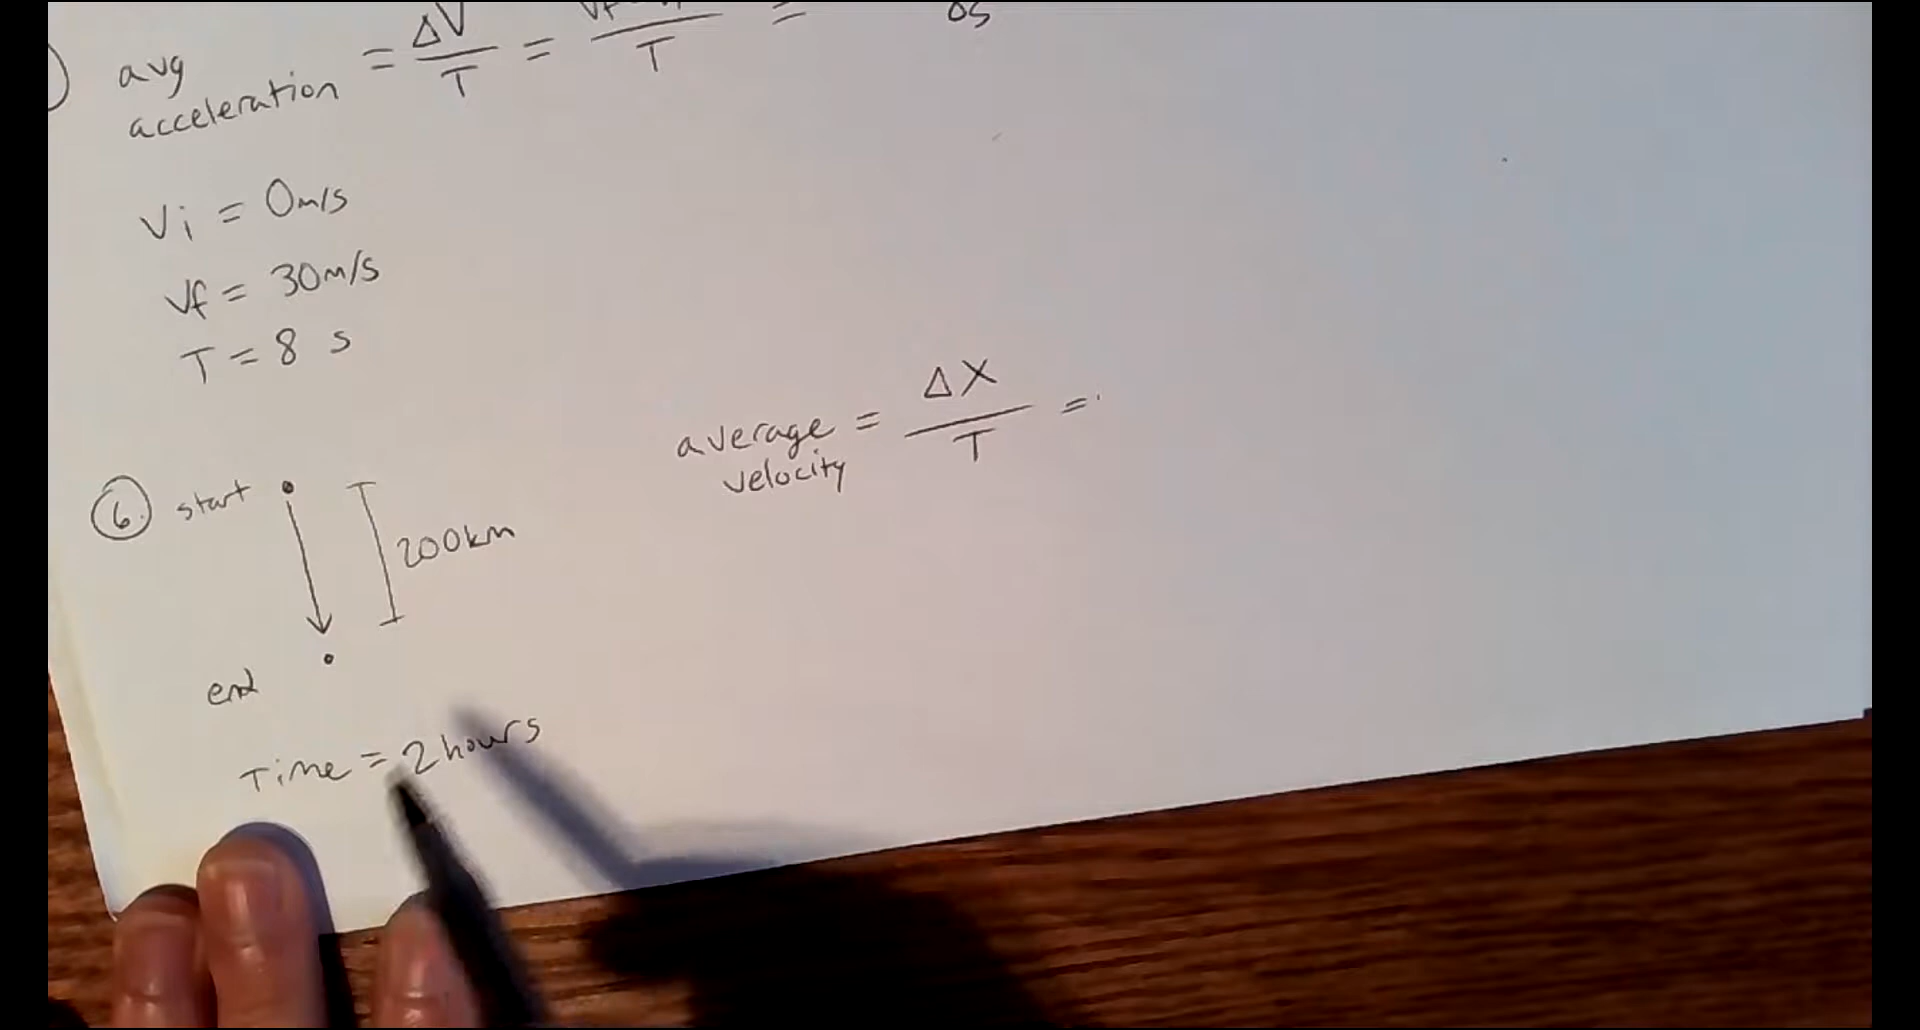 avg acceleration = ΔV/T = /T =
Vi = 0m/s
Vf = 30m/s
T = 8 s
average velocity = ΔX/T =
6. start
200km
end
Time = 2 hours